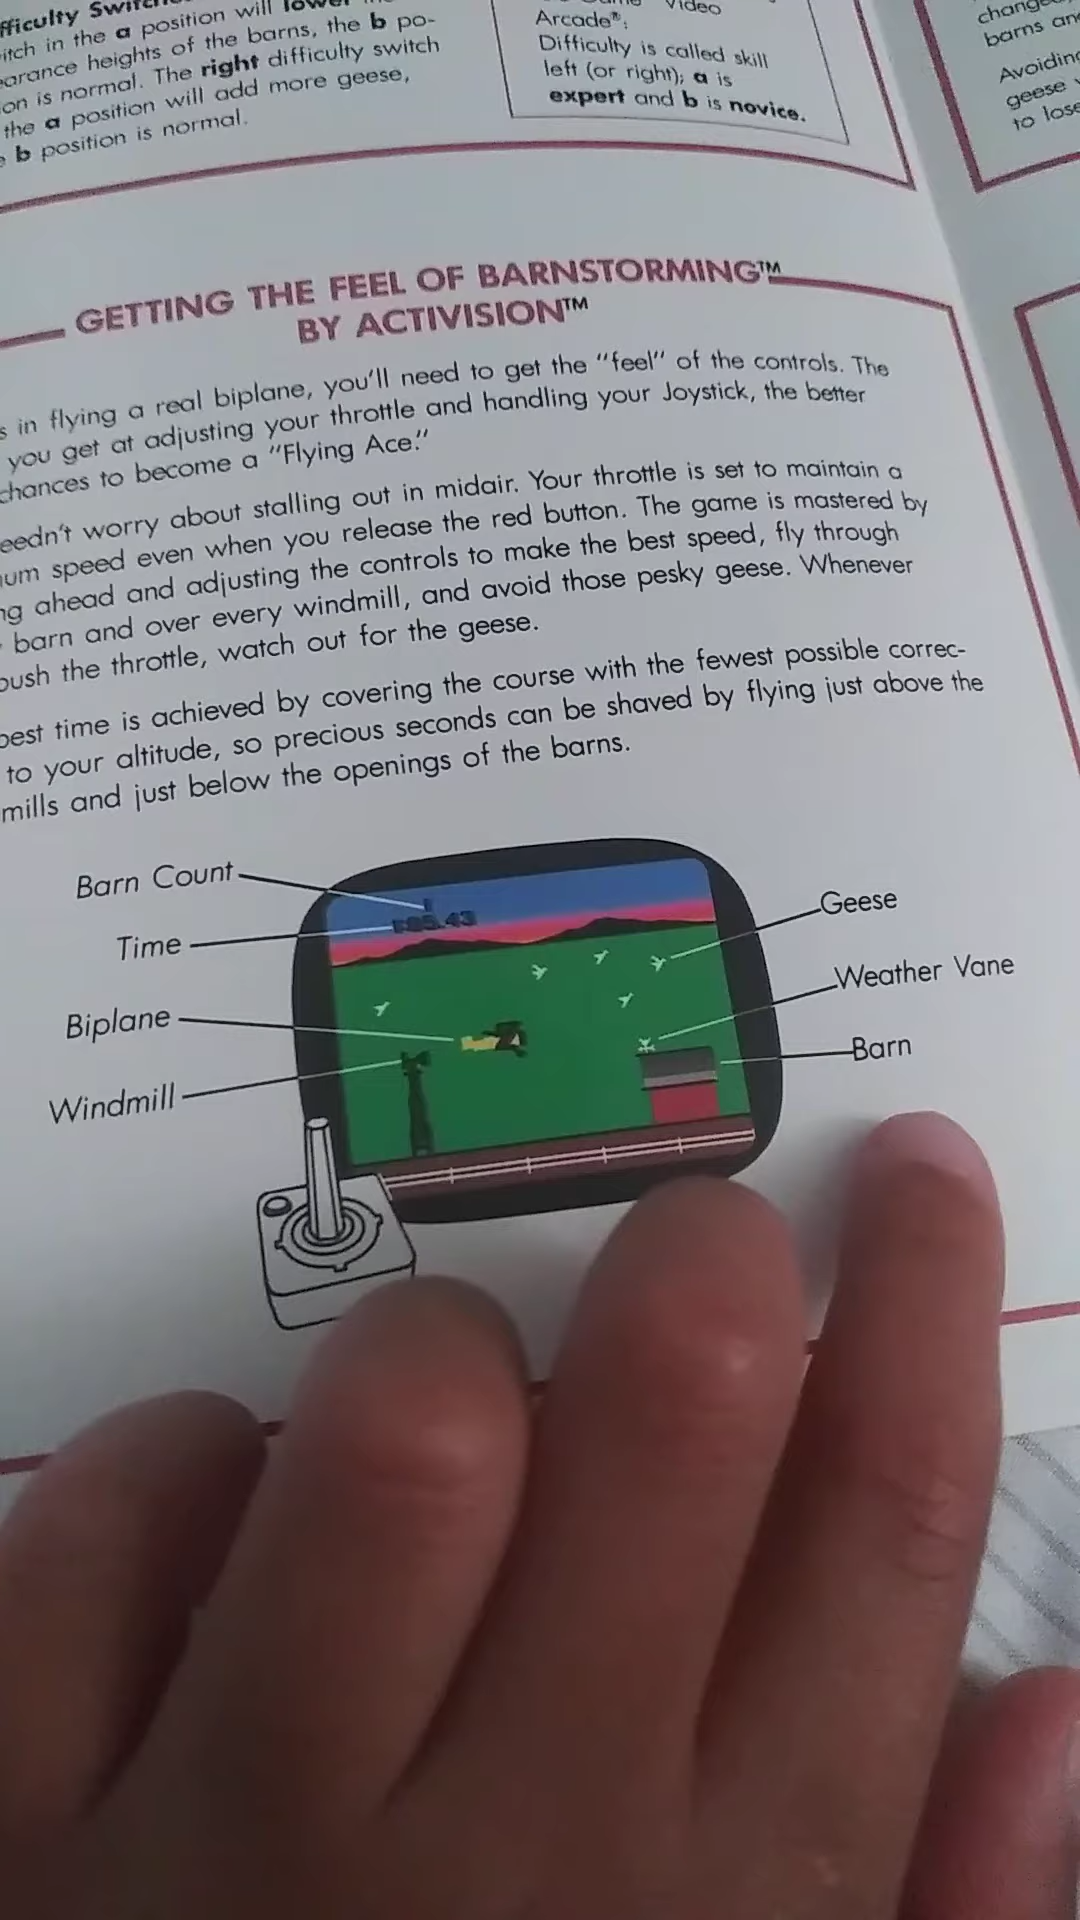 fficulty Switch
itch in the a position will lower
earance heights of the barns, the b po-
on is normal. The right difficulty switch
the a position will add more geese,
b position is normal.
Video
Arcade®:
Difficulty is called skill
left (or right); a is
expert and b is novice.
change
barns and
Avoiding
geese
to lose
GETTING THE FEEL OF BARNSTORMING™
BY ACTIVISION™
s in flying a real biplane, you'll need to get the "feel" of the controls. The
you get at adjusting your throttle and handling your Joystick, the better
chances to become a "Flying Ace."
eedn't worry about stalling out in midair. Your throttle is set to maintain a
um speed even when you release the red button. The game is mastered by
ng ahead and adjusting the controls to make the best speed, fly through
barn and over every windmill, and avoid those pesky geese. Whenever
push the throttle, watch out for the geese.
best time is achieved by covering the course with the fewest possible correc-
to your altitude, so precious seconds can be shaved by flying just above the
mills and just below the openings of the barns.
Barn Count
Time
Biplane
Windmill
Geese
Weather Vane
Barn